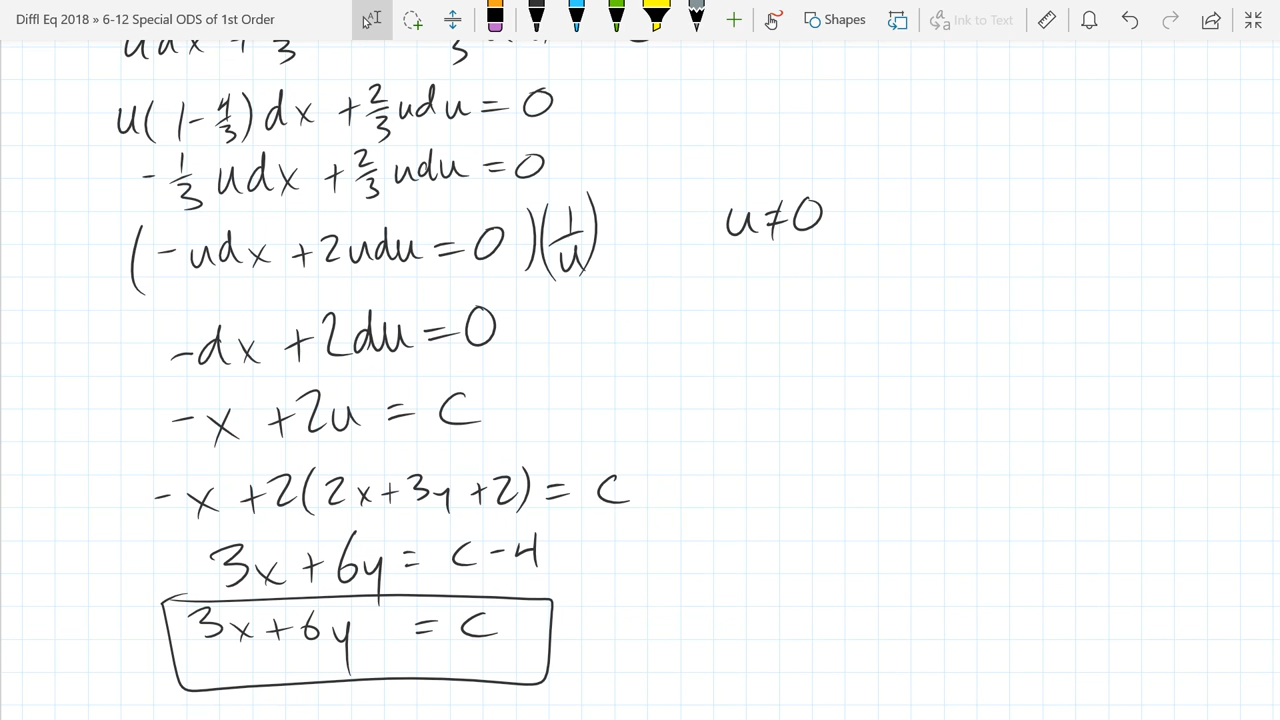 Diffl Eq 2018 » 6-12 Special ODS of 1st Order
Shapes
Ink to Text
u(1-4/3)dx + 2/3 udu = 0
- 1/3 udx + 2/3 udu = 0
(-udx + 2udu = 0)(1/u)
u≠0
-dx + 2du = 0
-x + 2u = C
-x + 2(2x+3y+2) = C
3x + 6y = C - 4
3x + 6y = C